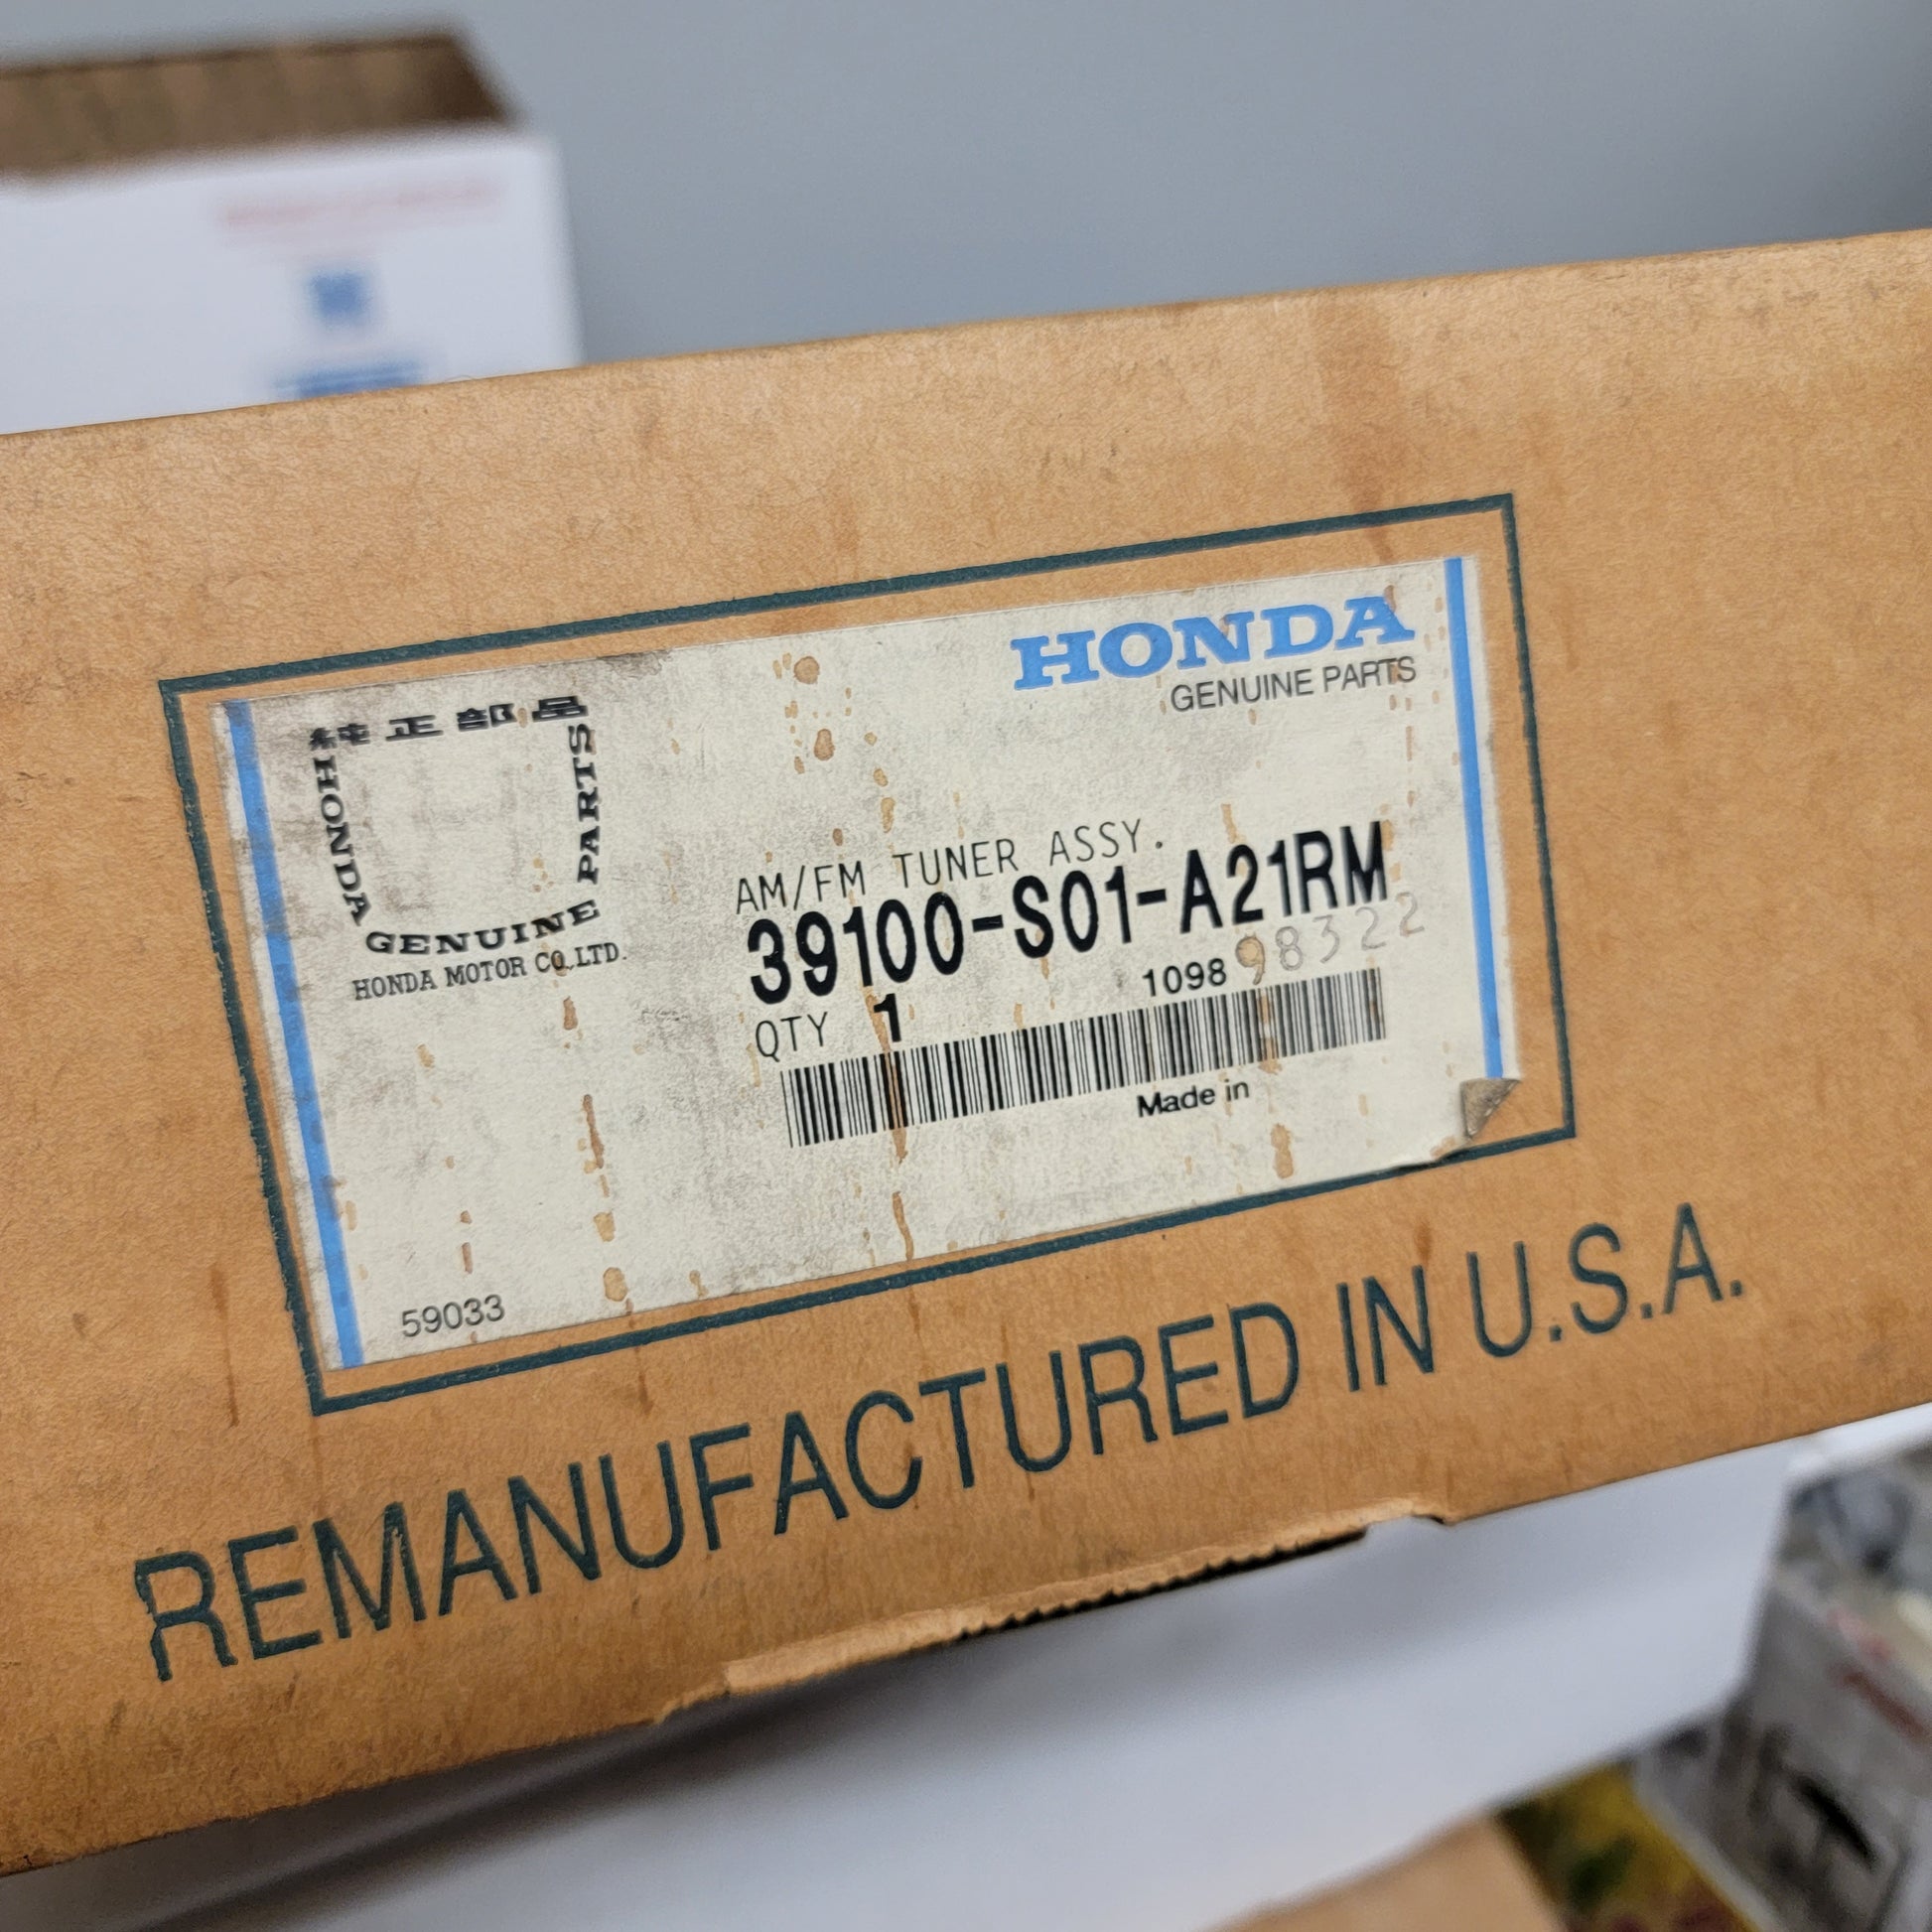 HONDA
GENUINE PARTS
純正部品
HONDA
GENUINE
PARTS
HONDA MOTOR CO.,LTD.
AM/FM TUNER ASSY.
39100-S01-A21RM
1098
98322
QTY 1
Made in
59033
REMANUFACTURED IN U.S.A.